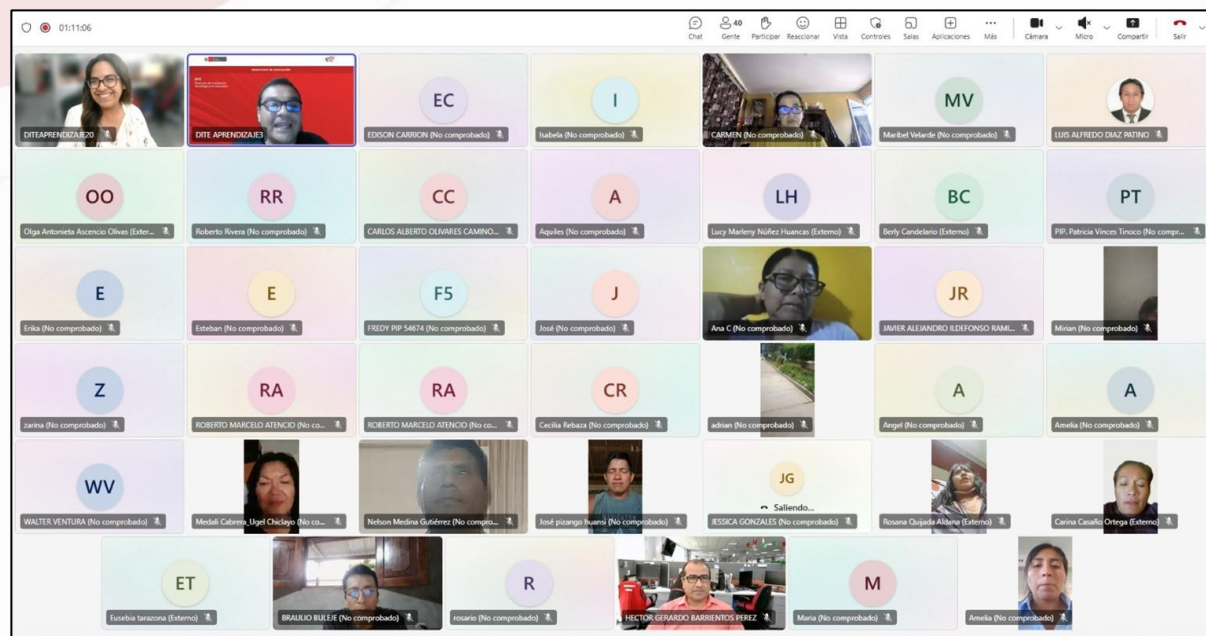 01:11:06
40
Chat Gente Participar Reaccionar Vista Controles Salas Aplicaciones Más Cámara Micro Compartir Salir
MINISTERIO DE EDUCACIÓN
DITEAPRENDIZAJE20
DITE APRENDIZAJE3
EC
EDISON CARRION (No comprobado)
I
Isabela (No comprobado)
CARMEN (No comprobado)
MV
Maribel Velarde (No comprobado)
LUIS ALFREDO DIAZ PATIÑO
OO
Olga Antonieta Ascencio Olivas (Exter...
RR
Roberto Rivera (No comprobado)
CC
CARLOS ALBERTO OLIVARES CAMINO...
A
Aquiles (No comprobado)
LH
Lucy Marleny Núñez Huancas (Externo)
BC
Berly Candelario (Externo)
PT
PIP. Patricia Vinces Tinoco (No compr...
E
Erika (No comprobado)
E
Esteban (No comprobado)
F5
FREDY PIP 54674 (No comprobado)
J
José (No comprobado)
Ana C (No comprobado)
JR
JAVIER ALEJANDRO ILDEFONSO RAMI...
Mirian (No comprobado)
Z
zarina (No comprobado)
RA
ROBERTO MARCELO ATENCIO (No co...
RA
ROBERTO MARCELO ATENCIO (No co...
CR
Cecilia Rebaza (No comprobado)
adrian (No comprobado)
A
Angel (No comprobado)
A
Amelia (No comprobado)
WV
WALTER VENTURA (No comprobado)
Medali Cabrera_Ugel Chiclayo (No co...
Nelson Medina Gutiérrez (No compro...
José pizango huansi (No comprobado)
JG
Saliendo...
JESSICA GONZALES (No comprobado)
Rosana Quijada Aldana (Externo)
Carina Casaño Ortega (Externo)
ET
Eusebia tarazona (Externo)
BRAULIO BULEJE (No comprobado)
R
rosario (No comprobado)
HECTOR GERARDO BARRIENTOS PEREZ
M
Maria (No comprobado)
Amelia (No comprobado)